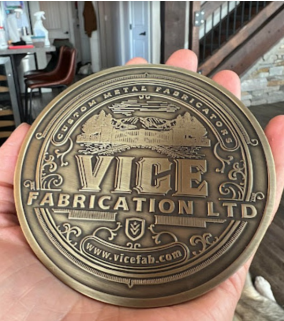 CUSTOM METAL FABRICATORS
VICE
FABRICATION LTD
www.vicefab.com